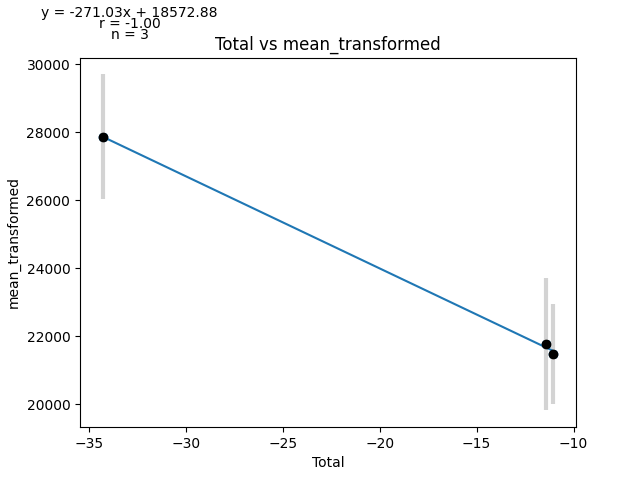 y = -271.03x + 18572.88
r = -1.00
n = 3
Total vs mean_transformed
30000
28000
26000
24000
22000
20000
mean_transformed
−35
−30
−25
−20
−15
−10
Total